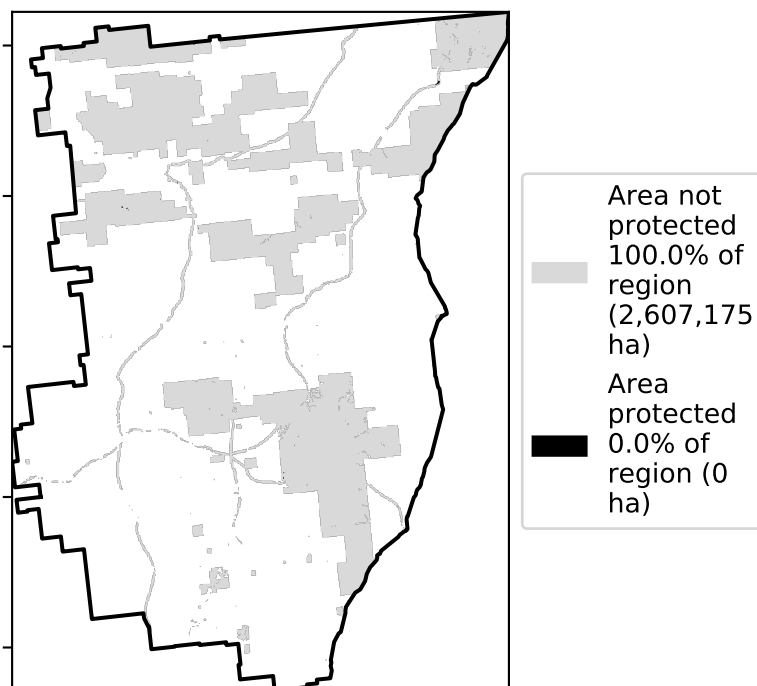 Area not
protected
100.0% of
region
(2,607,175
ha)
Area
protected
0.0% of
region (0
ha)